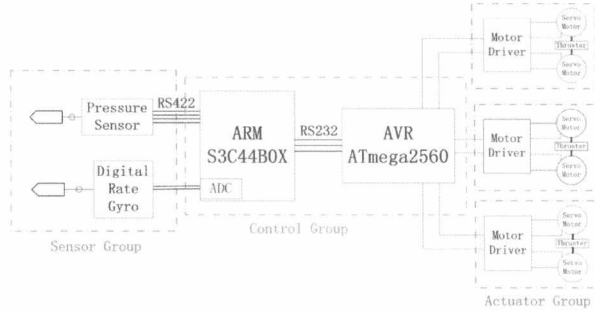 Pressure
Sensor
RS422
Digital
Rate
Gyro
Sensor Group
ARM
S3C44B0X
ADC
RS232
AVR
ATmega2560
Control Group
Motor
Driver
Servo
Motor
Thruster
Servo
Motor
Motor
Driver
Servo
Motor
Thruster
Servo
Motor
Motor
Driver
Servo
Motor
Thruster
Servo
Motor
Actuator Group